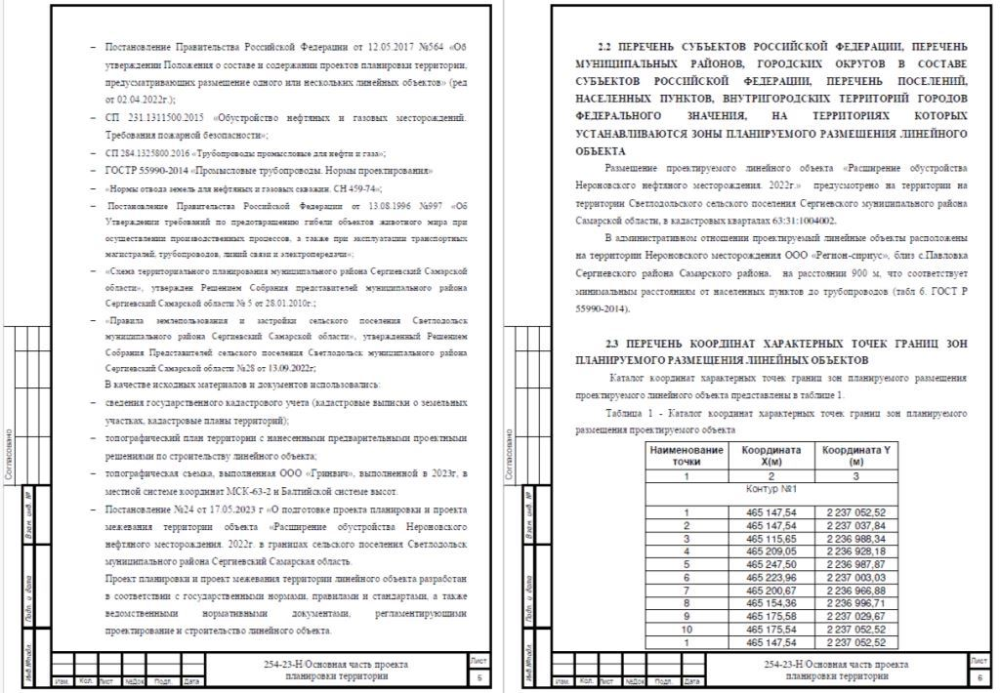 – Постановление Правительства Российской Федерации от 12.05.2017 №564 «Об
утверждении Положения о составе и содержании проектов планировки территории,
предусматривающих размещение одного или нескольких линейных объектов» (ред
от 02.04.2022г.);
– СП 231.1311500.2015 «Обустройство нефтяных и газовых месторождений.
Требования пожарной безопасности»;
– СП 284.1325800.2016 «Трубопроводы промысловые для нефти и газа»;
– ГОСТР 55990-2014 «Промысловые трубопроводы. Нормы проектирования»
– «Нормы отвода земель для нефтяных и газовых скважин. СН 459-74»;
– Постановление Правительства Российской Федерации от 13.08.1996 №997 «Об
Утверждении требований по предотвращению гибели объектов животного мира при
осуществлении производственных процессов, а также при эксплуатации транспортных
магистралей, трубопроводов, линий связи и электропередачи»;
– «Схема территориального планирования муниципального района Сергиевский Самарской
области», утвержден Решением Собрания представителей муниципального района
Сергиевский Самарской области № 5 от 28.01.2010г.;
– «Правила землепользования и застройки сельского поселения Светлодольск
муниципального района Сергиевский Самарской области», утвержденный Решением
Собрания Представителей сельского поселения Светлодольск муниципального района
Сергиевский Самарской области №28 от 13.09.2022г;
В качестве исходных материалов и документов использовались:
– сведения государственного кадастрового учета (кадастровые выписки о земельных
участках, кадастровые планы территорий);
– топографический план территории с нанесенными предварительными проектными
решениями по строительству линейного объекта;
– топографическая съемка, выполненная ООО «Гринвич», выполненной в 2023г, в
местной системе координат МСК-63-2 и Балтийской системе высот.
– Постановление №24 от 17.05.2023 г «О подготовке проекта планировки и проекта
межевания территории объекта «Расширение обустройства Нероновского
нефтяного месторождения. 2022г. в границах сельского поселения Светлодольск
муниципального района Сергиевский Самарская область.
Проект планировки и проект межевания территории линейного объекта разработан
в соответствии с государственными нормами, правилами и стандартами, а также
ведомственными нормативными документами, регламентирующими
проектирование и строительство линейного объекта.
Согласовано
Взам. инв. №
Подп. и дата
Инв.№подл.
Изм. Кол. Лист №Док Подп. Дата
254-23-Н/Основная часть проекта
планировки территории
Лист
5
2.2 ПЕРЕЧЕНЬ СУБЪЕКТОВ РОССИЙСКОЙ ФЕДЕРАЦИИ, ПЕРЕЧЕНЬ
МУНИЦИПАЛЬНЫХ РАЙОНОВ, ГОРОДСКИХ ОКРУГОВ В СОСТАВЕ
СУБЪЕКТОВ РОССИЙСКОЙ ФЕДЕРАЦИИ, ПЕРЕЧЕНЬ ПОСЕЛЕНИЙ,
НАСЕЛЕННЫХ ПУНКТОВ, ВНУТРИГОРОДСКИХ ТЕРРИТОРИЙ ГОРОДОВ
ФЕДЕРАЛЬНОГО ЗНАЧЕНИЯ, НА ТЕРРИТОРИЯХ КОТОРЫХ
УСТАНАВЛИВАЮТСЯ ЗОНЫ ПЛАНИРУЕМОГО РАЗМЕЩЕНИЯ ЛИНЕЙНОГО
ОБЪЕКТА
Размещение проектируемого линейного объекта «Расширение обустройства
Нероновского нефтяного месторождения. 2022г.» предусмотрено на территории на
территории Светлодольского сельского поселения Сергиевского муниципального района
Самарской области, в кадастровых кварталах 63:31:1004002.
В административном отношении проектируемый линейные объекты расположены
на территории Нероновского месторождения ООО «Регион-сириус», близ с.Павловка
Сергиевского района Самарского района. на расстоянии 900 м, что соответствует
минимальным расстояниям от населенных пунктов до трубопроводов (табл 6. ГОСТ Р
55990-2014).
2.3 ПЕРЕЧЕНЬ КООРДИНАТ ХАРАКТЕРНЫХ ТОЧЕК ГРАНИЦ ЗОН
ПЛАНИРУЕМОГО РАЗМЕЩЕНИЯ ЛИНЕЙНЫХ ОБЪЕКТОВ
Каталог координат характерных точек границ зон планируемого размещения
проектируемого линейного объекта представлены в таблице 1.
Таблица 1 - Каталог координат характерных точек границ зон планируемого
размещения проектируемого объекта
Наименование Координата Координата Y
точки X(м) (м)
1 2 3
Контур №1
1 465 147,54 2 237 052,52
2 465 147,54 2 237 037,84
3 465 115,65 2 236 988,34
4 465 209,05 2 236 928,18
5 465 247,50 2 236 987,87
6 465 223,96 2 237 003,03
7 465 200,67 2 236 966,88
8 465 154,36 2 236 996,71
9 465 175,58 2 237 029,67
10 465 175,54 2 237 052,52
1 465 147,54 2 237 052,52
Согласовано
Взам. инв. №
Подп. и дата
Инв.№подл.
Изм. Кол. Лист №Док Подп. Дата
254-23-Н/Основная часть проекта
планировки территории
Лист
6